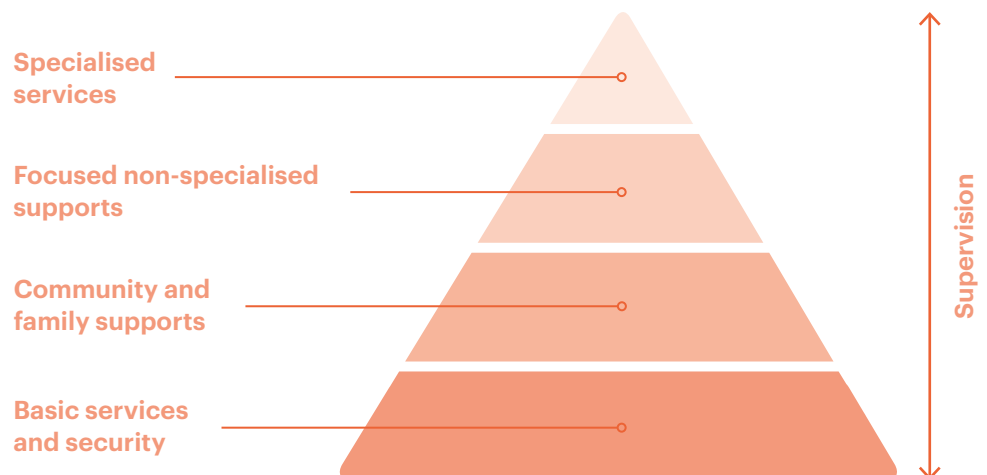 Specialised
services
Focused non-specialised
supports
Community and
family supports
Basic services
and security
Supervision